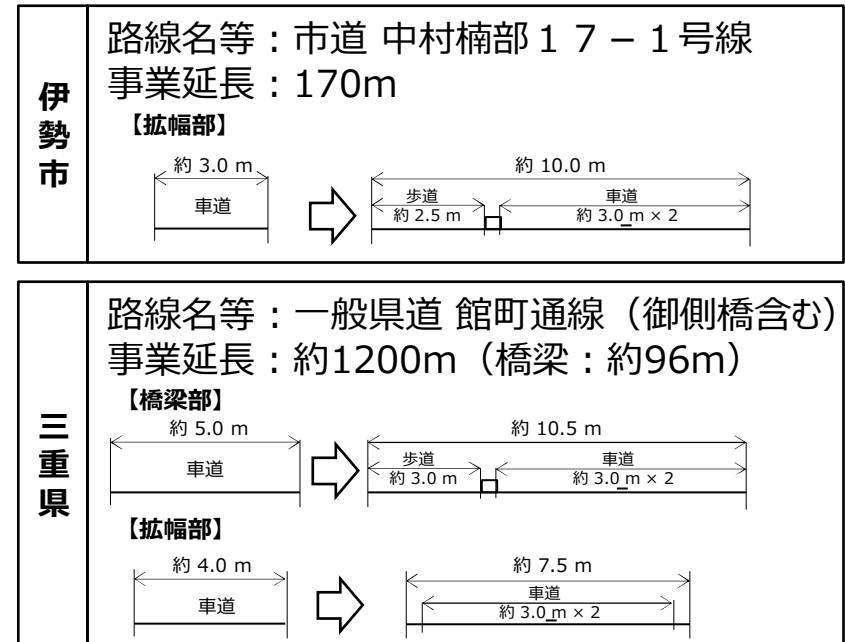 伊勢市
路線名等：市道 中村楠部１７－１号線
事業延長：170m
【拡幅部】
約 3.0 m
車道
約 10.0 m
歩道
約 2.5 m
車道
約 3.0 m × 2
三重県
路線名等：一般県道 館町通線（御側橋含む）
事業延長：約1200m（橋梁：約96m）
【橋梁部】
約 5.0 m
車道
約 10.5 m
歩道
約 3.0 m
車道
約 3.0 m × 2
【拡幅部】
約 4.0 m
車道
約 7.5 m
車道
約 3.0 m × 2